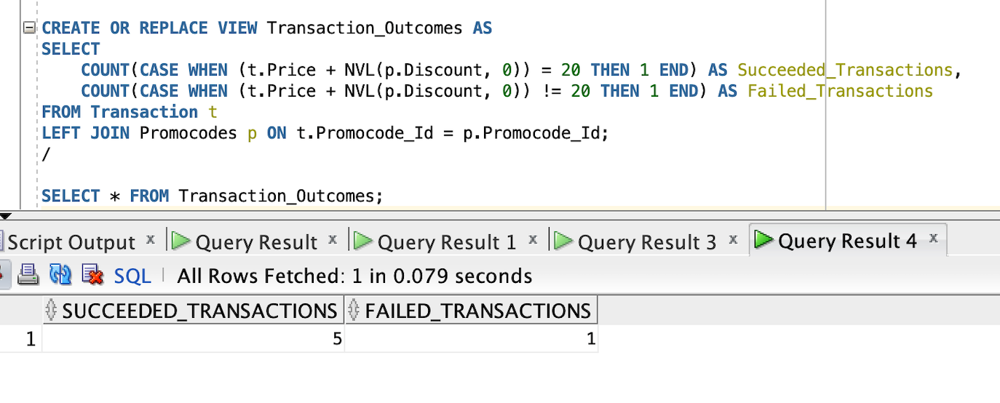 CREATE OR REPLACE VIEW Transaction_Outcomes AS
SELECT
COUNT(CASE WHEN (t.Price + NVL(p.Discount, 0)) = 20 THEN 1 END) AS Succeeded_Transactions,
COUNT(CASE WHEN (t.Price + NVL(p.Discount, 0)) != 20 THEN 1 END) AS Failed_Transactions
FROM Transaction t
LEFT JOIN Promocodes p ON t.Promocode_Id = p.Promocode_Id;
/
SELECT * FROM Transaction_Outcomes;
Script Output x Query Result x Query Result 1 x Query Result 3 x Query Result 4 x
SQL All Rows Fetched: 1 in 0.079 seconds
SUCCEEDED_TRANSACTIONS FAILED_TRANSACTIONS
1 5 1